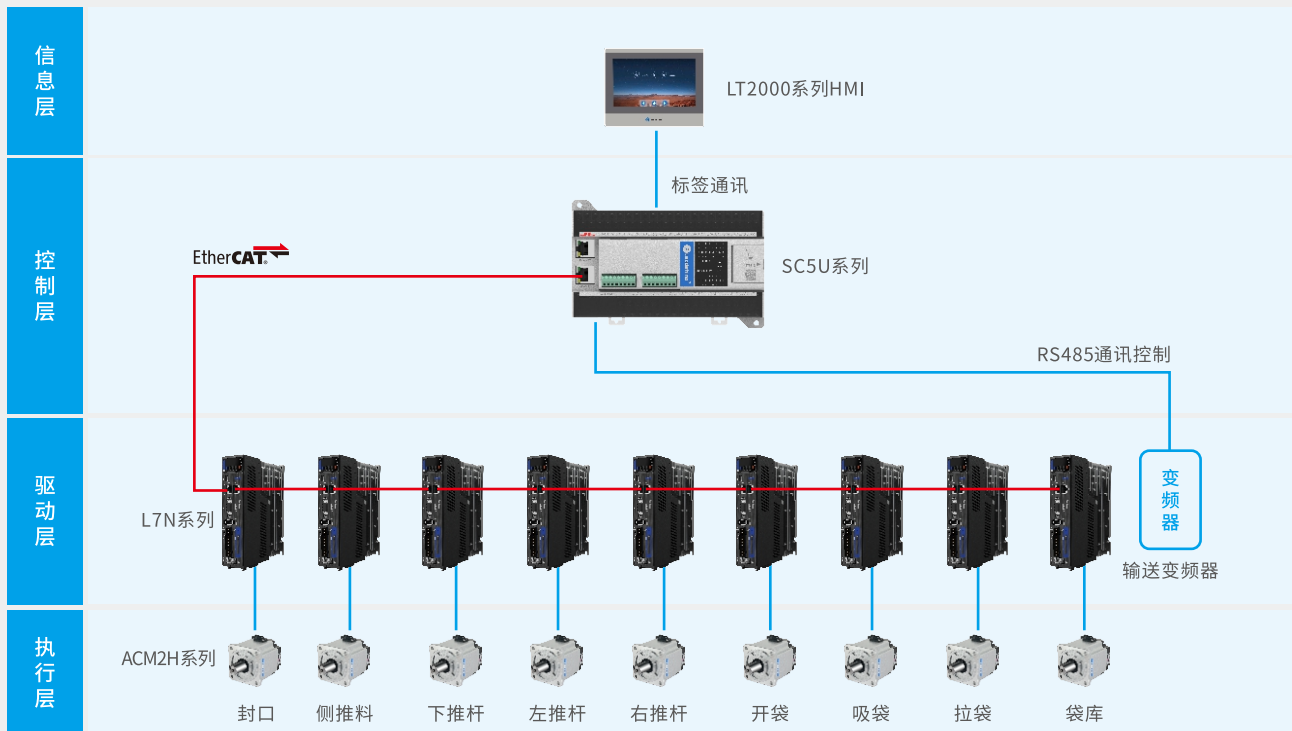 信息层
LT2000系列HMI
标签通讯
控制层
EtherCAT®
SC5U系列
RS485通讯控制
驱动层
L7N系列
变频器
输送变频器
执行层
ACM2H系列
封口
侧推料
下推杆
左推杆
右推杆
开袋
吸袋
拉袋
袋库